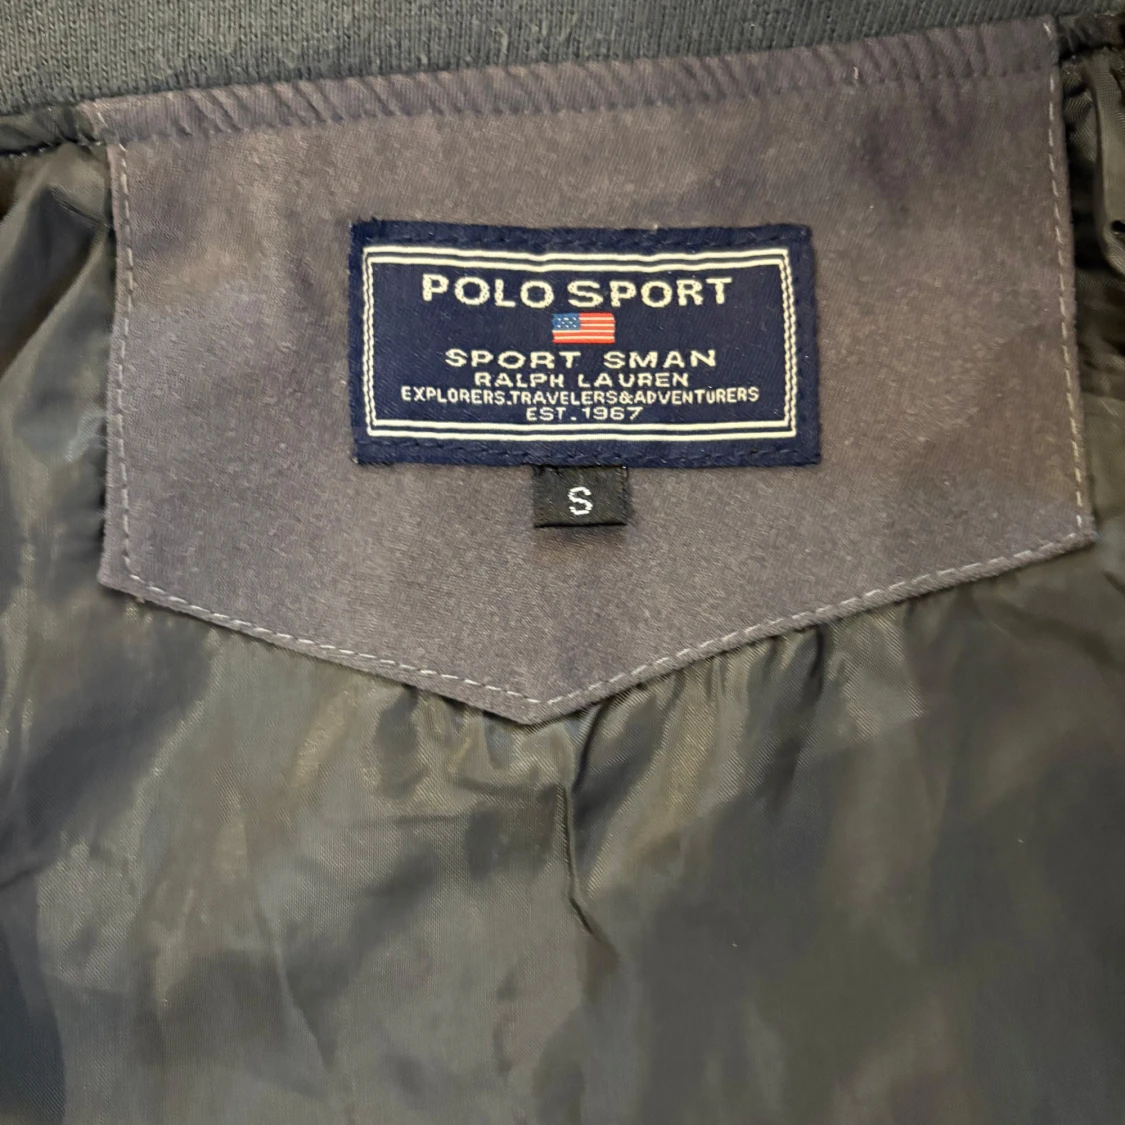 POLO SPORT
SPORT SMAN
RALPH LAUREN
EXPLORERS,TRAVELERS&ADVENTURERS
EST.1967
S